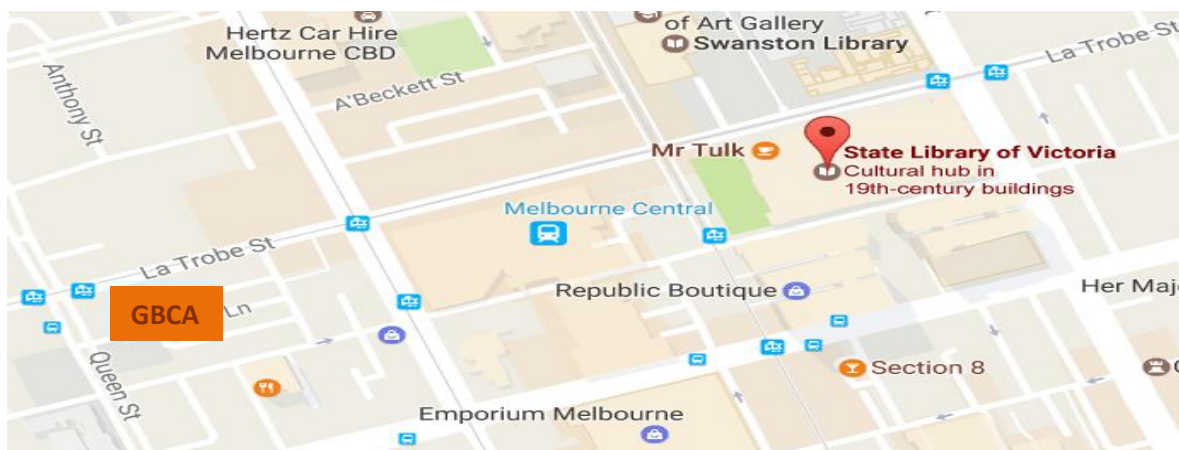 Hertz Car Hire
Melbourne CBD
of Art Gallery
Swanston Library
La Trobe St
Anthony St
A'Beckett St
Mr Tulk
State Library of Victoria
Cultural hub in
19th-century buildings
Melbourne Central
La Trobe St
GBCA
Ln
Republic Boutique
Her Maj
Queen St
Section 8
Emporium Melbourne